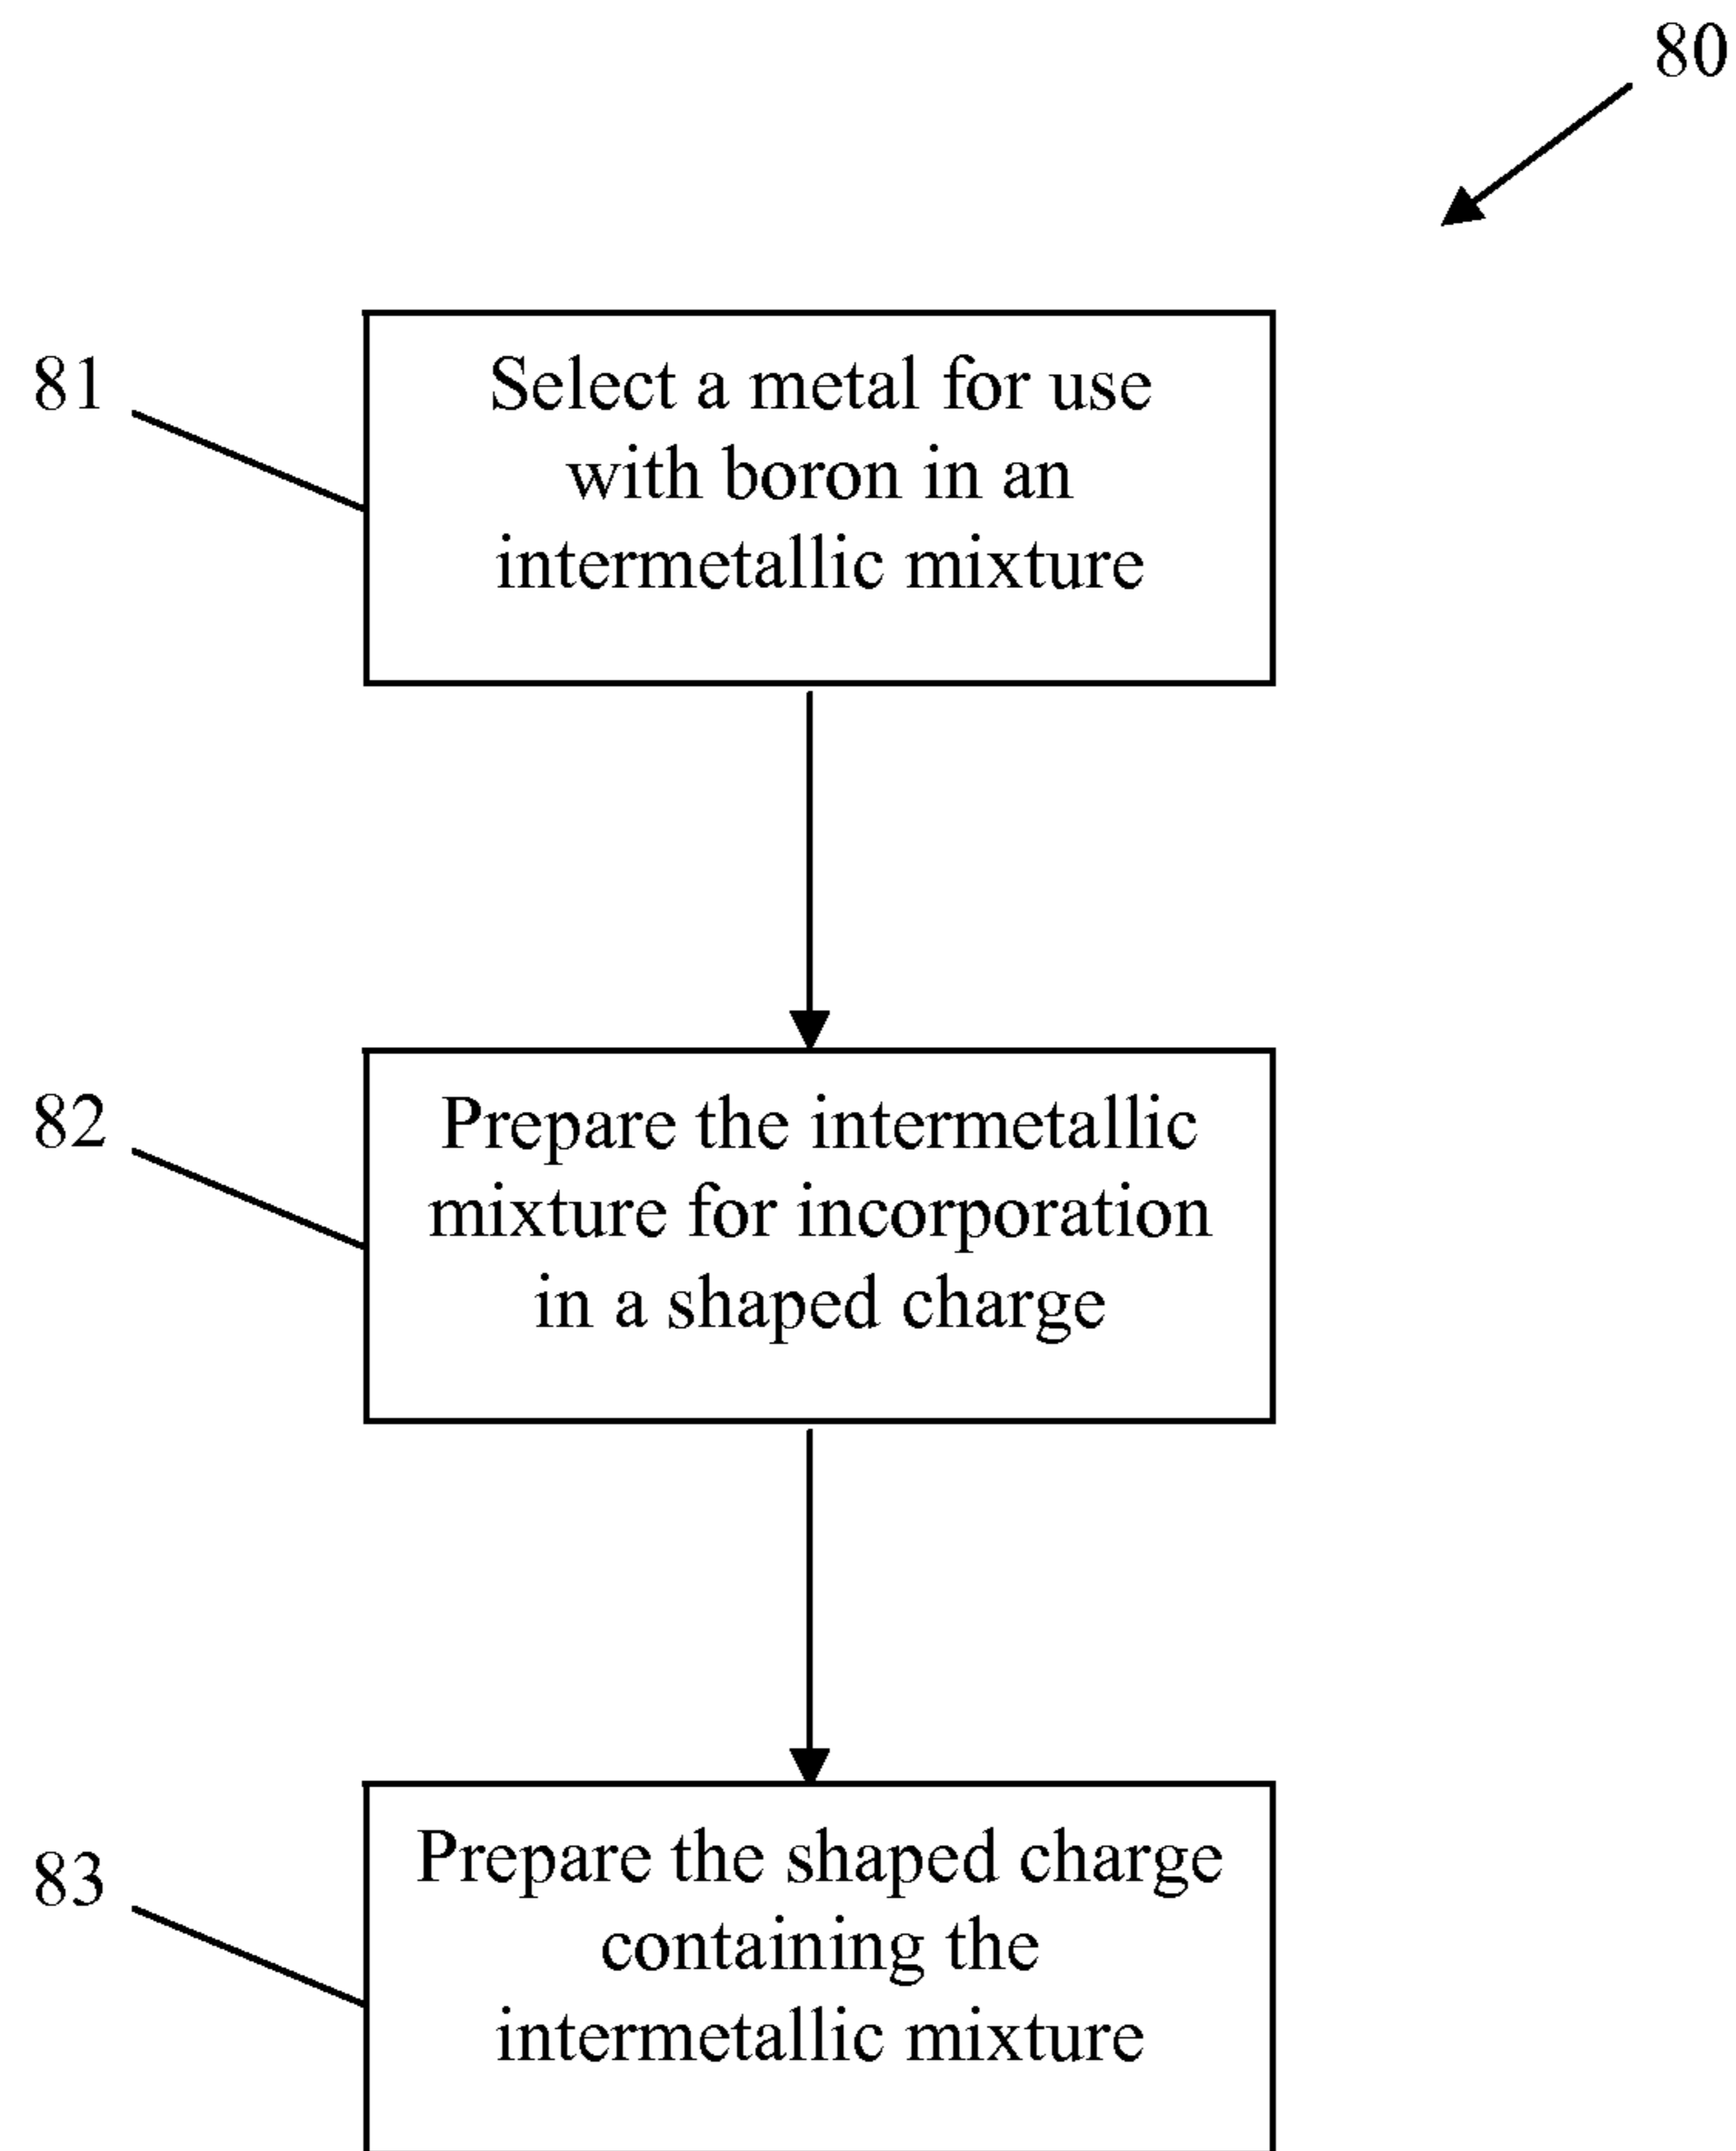 80
81
Select a metal for use
with boron in an
intermetallic mixture
82
Prepare the intermetallic
mixture for incorporation
in a shaped charge
83
Prepare the shaped charge
containing the
intermetallic mixture